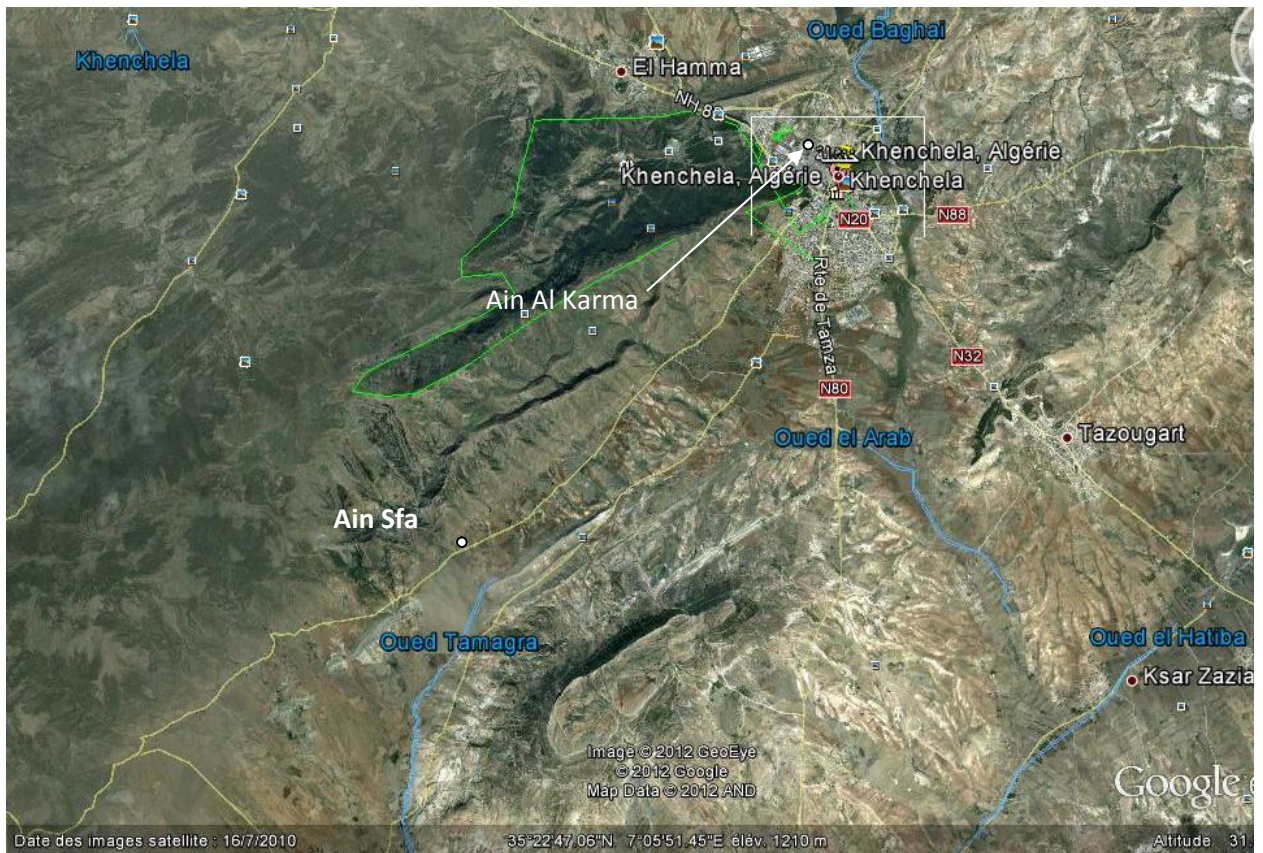 Oued Baghai
Khenchela
El Hamma
NH 88
Khenchela, Algérie
Khenchela, Algérie
Khenchela
N20
N88
Ain Al Karma
Rte de Tamza
N32
N80
Oued el Arab
Tazougart
Ain Sfa
Oued Tamagra
Oued el Hatiba
Ksar Zazia
Image © 2012 GeoEye
© 2012 Google
Map Data © 2012 AND
Google
Date des images satellite : 16/7/2010
35°22'47.06"N 7°05'51.45"E élév. 1210 m
Altitude 31.